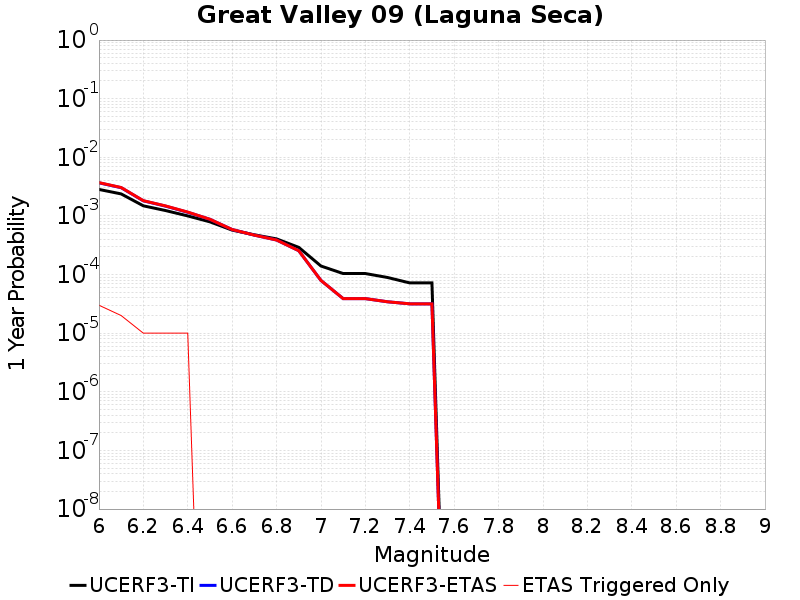 Great Valley 09 (Laguna Seca)
1 Year Probability
10^0
10^-1
10^-2
10^-3
10^-4
10^-5
10^-6
10^-7
10^-8
6 6.2 6.4 6.6 6.8 7 7.2 7.4 7.6 7.8 8 8.2 8.4 8.6 8.8 9
Magnitude
UCERF3-TI UCERF3-TD UCERF3-ETAS ETAS Triggered Only